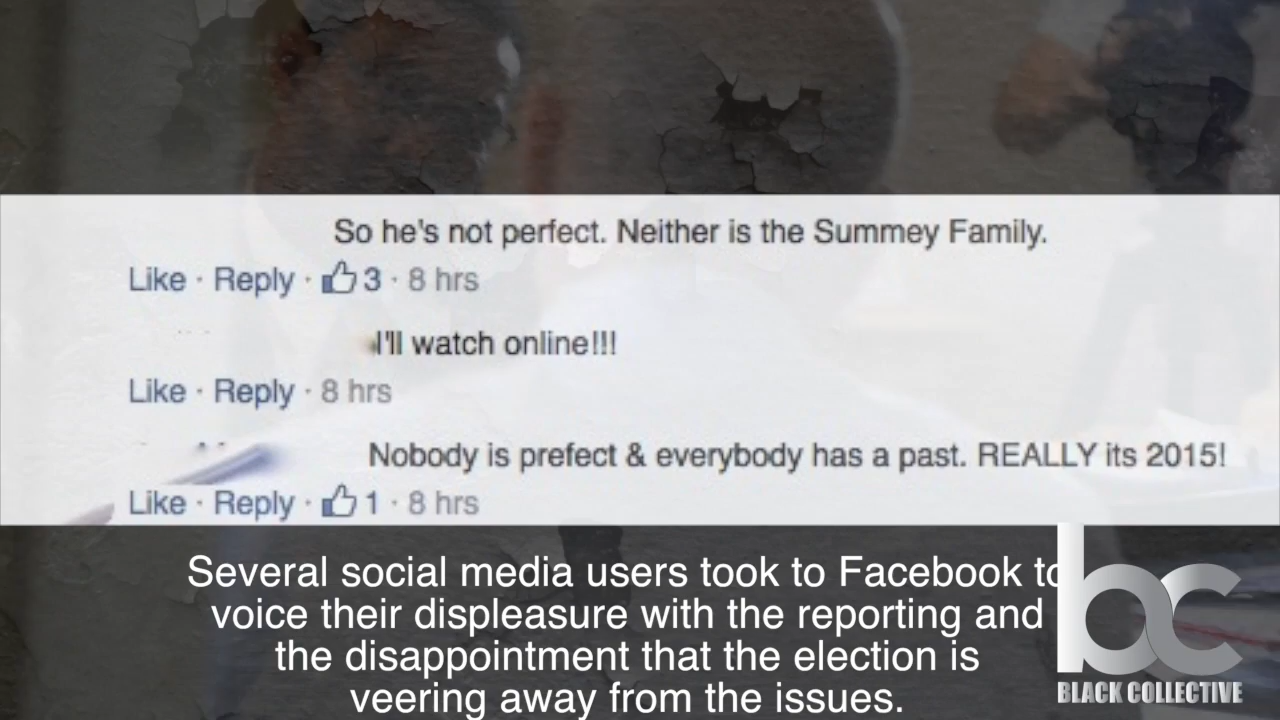 So he's not perfect. Neither is the Summey Family.
Like · Reply · 3 · 8 hrs
I'll watch online!!!
Like · Reply · 8 hrs
Nobody is prefect & everybody has a past. REALLY its 2015!
Like · Reply · 1 · 8 hrs
Several social media users took to Facebook to
voice their displeasure with the reporting and
the disappointment that the election is
veering away from the issues.
bc
BLACK COLLECTIVE